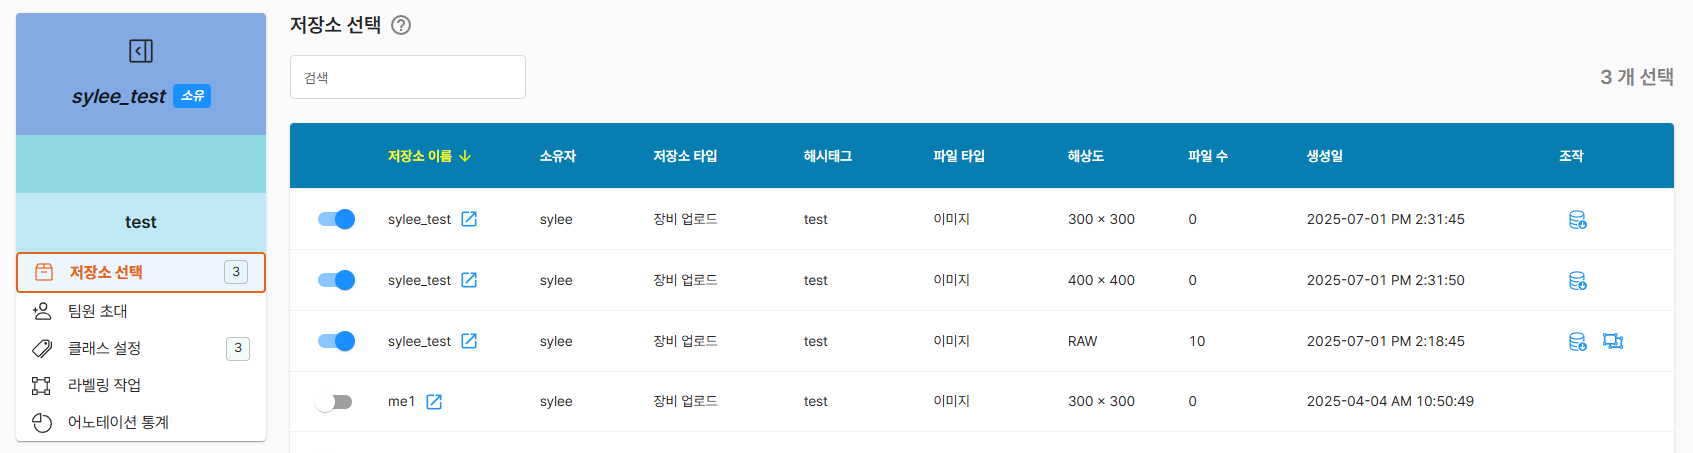 sylee_test 소유
test
저장소 선택 3
팀원 초대
클래스 설정 3
라벨링 작업
어노테이션 통계
저장소 선택 ?
검색
3 개 선택
저장소 이름 ↓ 소유자 저장소 타입 해시태그 파일 타입 해상도 파일 수 생성일 조작
sylee_test sylee 장비 업로드 test 이미지 300 × 300 0 2025-07-01 PM 2:31:45
sylee_test sylee 장비 업로드 test 이미지 400 × 400 0 2025-07-01 PM 2:31:50
sylee_test sylee 장비 업로드 test 이미지 RAW 10 2025-07-01 PM 2:18:45
me1 sylee 장비 업로드 test 이미지 300 × 300 0 2025-04-04 AM 10:50:49